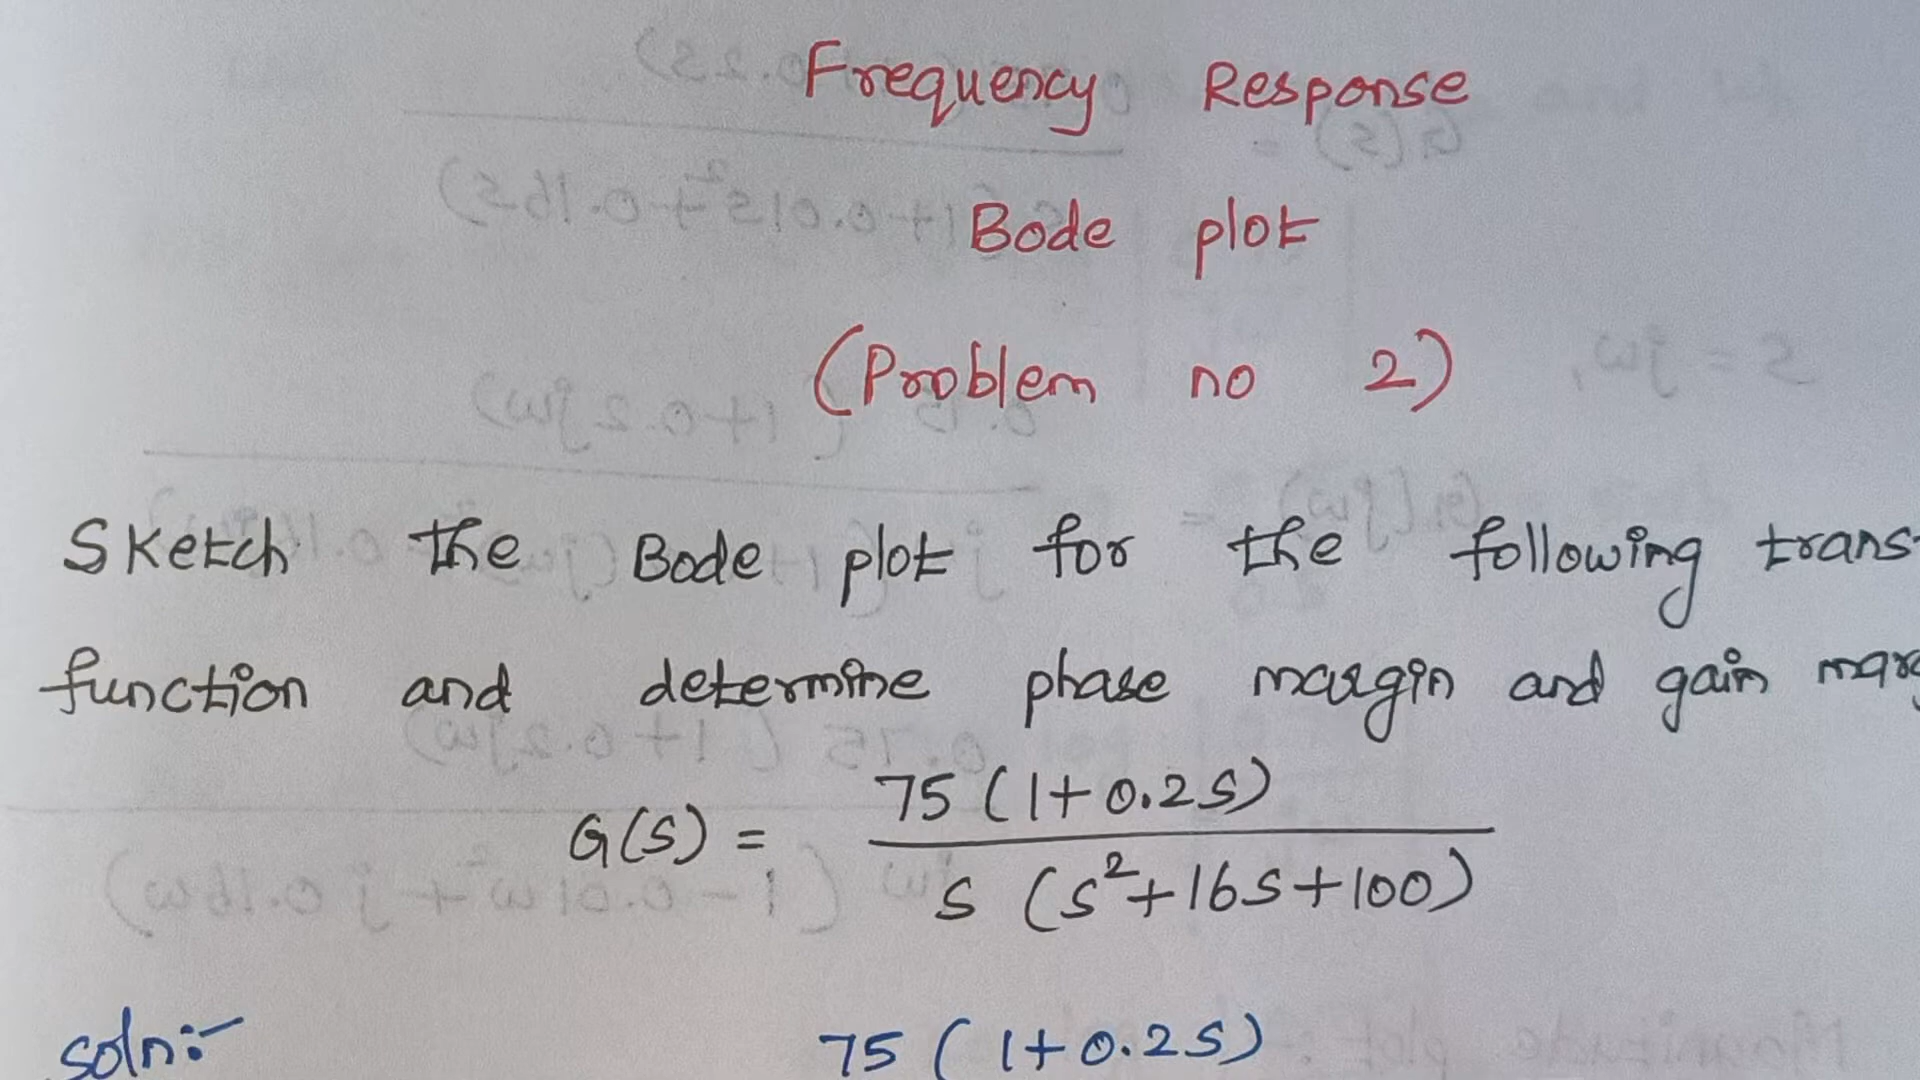 Frequency Response
Bode plot
(Problem no 2)
Sketch the Bode plot for the following trans
function and determine phase margin and gain marg
G(s) = 75 (1+0.2s) / s (s²+16s+100)
soln:-
75 (1+0.2s)